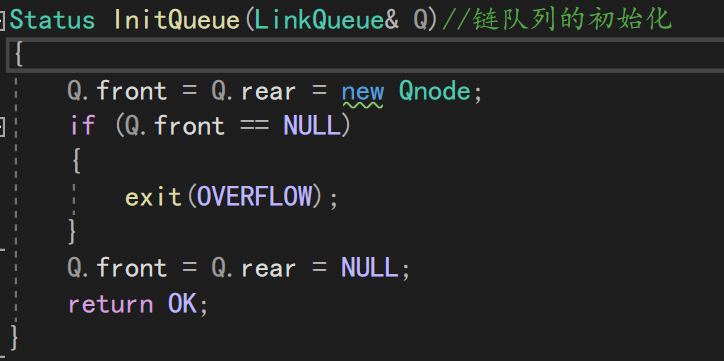 Status InitQueue(LinkQueue& Q)//链队列的初始化
{
Q.front = Q.rear = new Qnode;
if (Q.front == NULL)
{
exit(OVERFLOW);
}
Q.front = Q.rear = NULL;
return OK;
}